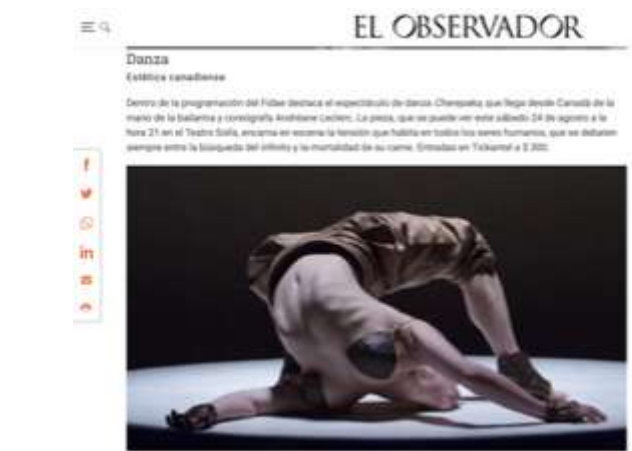 EL OBSERVADOR
Danza
Estética canadiense
Dentro de la programación del Fidae destaca el espectáculo de danza Cherepaka, que llega desde Canadá de la
mano de la bailarina y coreógrafa Andréane Leclerc. La pieza, que se puede ver este sábado 24 de agosto a la
hora 21 en el Teatro Solís, encarna en escena la tensión que habita en todos los seres humanos, que se debaten
siempre entre la búsqueda del infinito y la mortalidad de su carne. Entradas en Tickantel a $ 300.
f
in